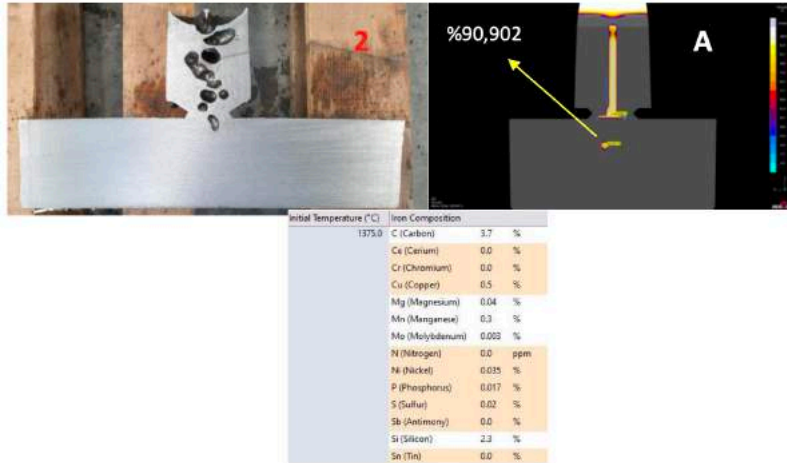 2
%90,902
A
Initial Temperature (°C) Iron Composition
1375.0 C (Carbon) 3.7 %
Ce (Cerium) 0.0 %
Cr (Chromium) 0.0 %
Cu (Copper) 0.5 %
Mg (Magnesium) 0.04 %
Mn (Manganese) 0.3 %
Mo (Molybdenum) 0.003 %
N (Nitrogen) 0.0 ppm
Ni (Nickel) 0.035 %
P (Phosphorus) 0.017 %
S (Sulfur) 0.02 %
Sb (Antimony) 0.0 %
Si (Silicon) 2.3 %
Sn (Tin) 0.0 %